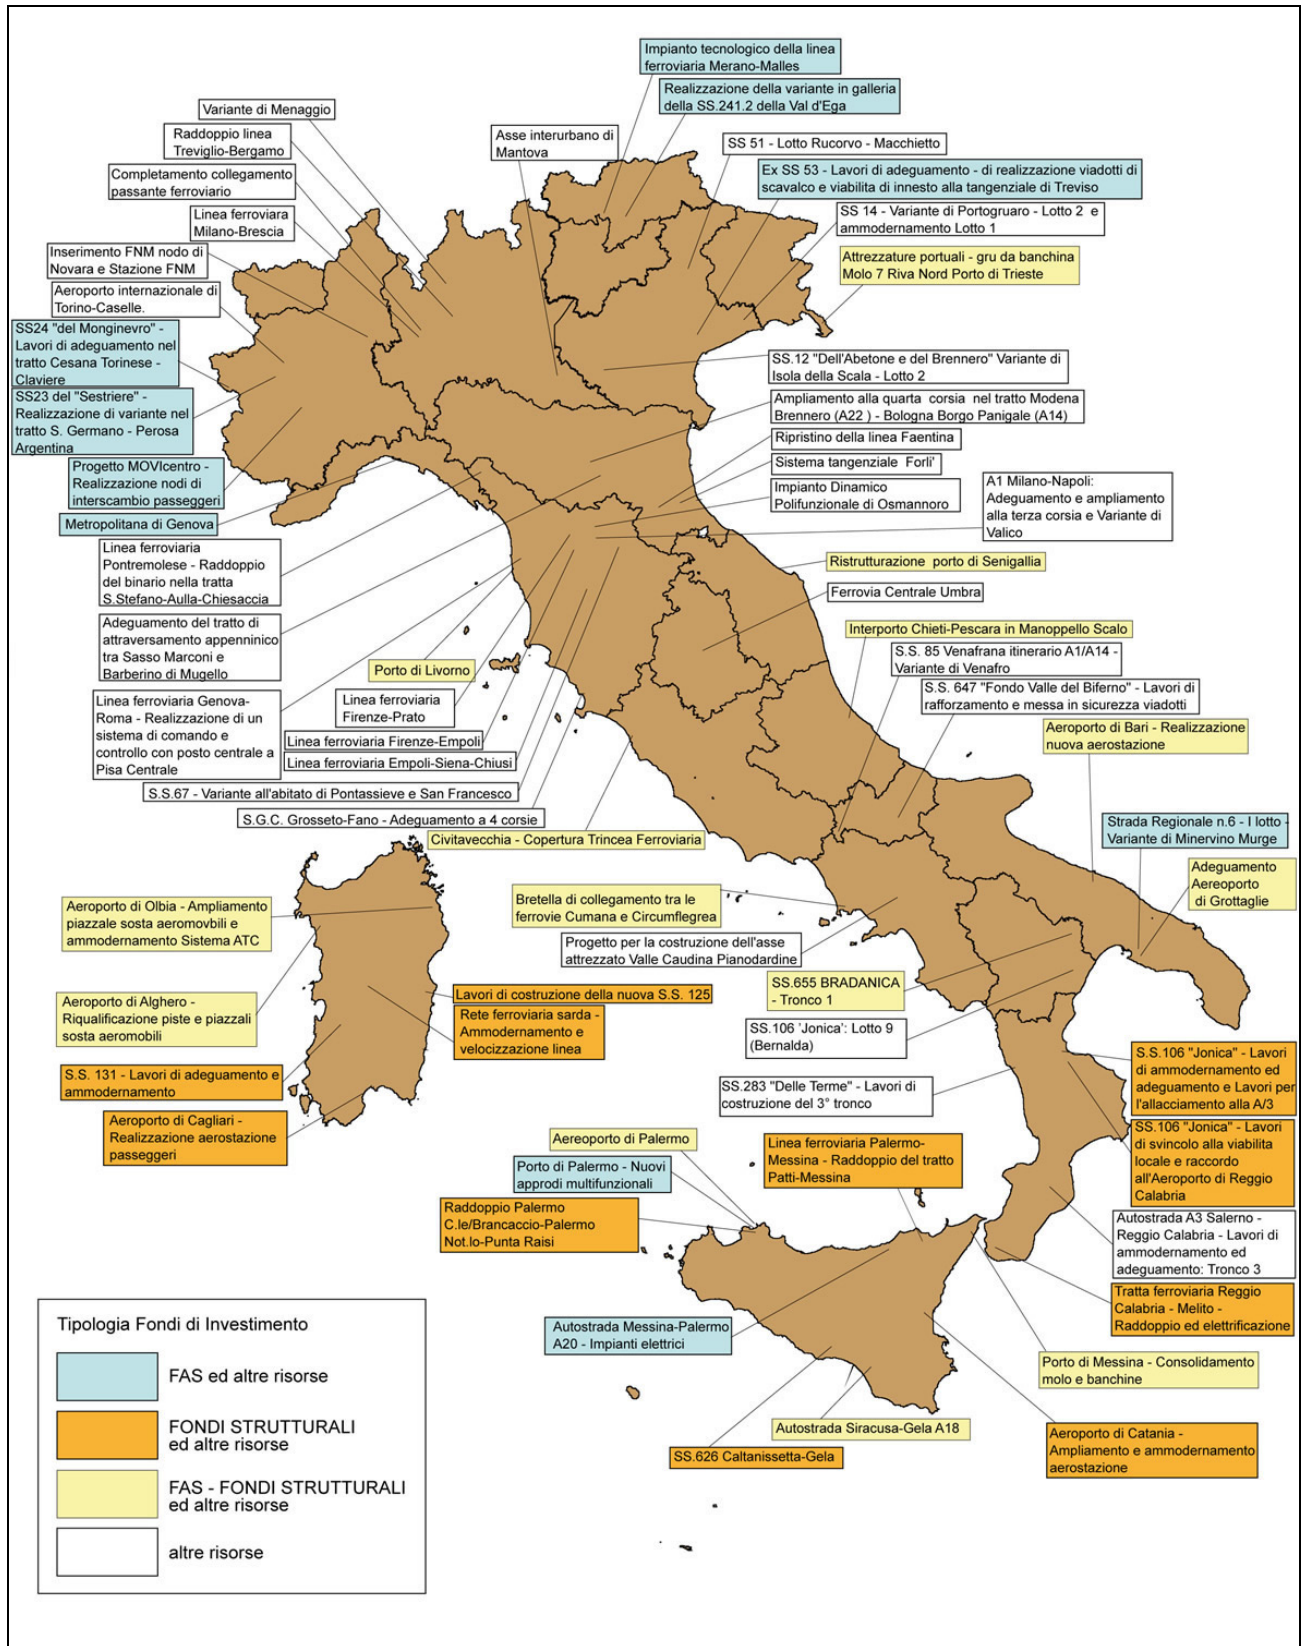 Impianto tecnologico della linea
ferroviaria Merano-Malles
Realizzazione della variante in galleria
della SS.241.2 della Val d'Ega
Variante di Menaggio
Raddoppio linea
Treviglio-Bergamo
Asse interurbano di
Mantova
SS 51 - Lotto Rucorvo - Macchietto
Completamento collegamento
passante ferroviario
Ex SS 53 - Lavori di adeguamento - di realizzazione viadotti di
scavalco e viabilita di innesto alla tangenziale di Treviso
Linea ferroviara
Milano-Brescia
SS 14 - Variante di Portogruaro - Lotto 2 e
ammodernamento Lotto 1
Inserimento FNM nodo di
Novara e Stazione FNM
Attrezzature portuali - gru da banchina
Molo 7 Riva Nord Porto di Trieste
Aeroporto internazionale di
Torino-Caselle.
SS24 "del Monginevro" -
Lavori di adeguamento nel
tratto Cesana Torinese -
Claviere
SS.12 "Dell'Abetone e del Brennero" Variante di
Isola della Scala - Lotto 2
SS23 del "Sestriere" -
Realizzazione di variante nel
tratto S. Germano - Perosa
Argentina
Ampliamento alla quarta corsia nel tratto Modena
Brennero (A22 ) - Bologna Borgo Panigale (A14)
Ripristino della linea Faentina
Sistema tangenziale Forli'
Progetto MOVIcentro -
Realizzazione nodi di
interscambio passeggeri
Impianto Dinamico
Polifunzionale di Osmannoro
A1 Milano-Napoli:
Adeguamento e ampliamento
alla terza corsia e Variante di
Valico
Metropolitana di Genova
Linea ferroviaria
Pontremolese - Raddoppio
del binario nella tratta
S.Stefano-Aulla-Chiesaccia
Ristrutturazione porto di Senigallia
Ferrovia Centrale Umbra
Adeguamento del tratto di
attraversamento appenninico
tra Sasso Marconi e
Barberino di Mugello
Interporto Chieti-Pescara in Manoppello Scalo
S.S. 85 Venafrana itinerario A1/A14 -
Variante di Venafro
Porto di Livorno
S.S. 647 "Fondo Valle del Biferno" - Lavori di
rafforzamento e messa in sicurezza viadotti
Linea ferroviaria Genova-
Roma - Realizzazione di un
sistema di comando e
controllo con posto centrale a
Pisa Centrale
Linea ferroviaria
Firenze-Prato
Aeroporto di Bari - Realizzazione
nuova aerostazione
Linea ferroviaria Firenze-Empoli
Linea ferroviaria Empoli-Siena-Chiusi
S.S.67 - Variante all'abitato di Pontassieve e San Francesco
S.G.C. Grosseto-Fano - Adeguamento a 4 corsie
Civitavecchia - Copertura Trincea Ferroviaria
Strada Regionale n.6 - I lotto -
Variante di Minervino Murge
Adeguamento
Aereoporto
di Grottaglie
Aeroporto di Olbia - Ampliamento
piazzale sosta aeromovbili e
ammodernamento Sistema ATC
Bretella di collegamento tra le
ferrovie Cumana e Circumflegrea
Progetto per la costruzione dell'asse
attrezzato Valle Caudina Pianodardine
SS.655 BRADANICA
- Tronco 1
Aeroporto di Alghero -
Riqualificazione piste e piazzali
sosta aeromobili
Lavori di costruzione della nuova S.S. 125
Rete ferroviaria sarda -
Ammodernamento e
velocizzazione linea
SS.106 'Jonica': Lotto 9
(Bernalda)
S.S. 131 - Lavori di adeguamento e
ammodernamento
S.S.106 "Jonica" - Lavori
di ammodernamento ed
adeguamento e Lavori per
l'allacciamento alla A/3
SS.283 "Delle Terme" - Lavori di
costruzione del 3° tronco
Aeroporto di Cagliari -
Realizzazione aerostazione
passeggeri
SS.106 "Jonica" - Lavori
di svincolo alla viabilita
locale e raccordo
all'Aeroporto di Reggio
Calabria
Aereoporto di Palermo
Linea ferroviaria Palermo-
Messina - Raddoppio del tratto
Patti-Messina
Porto di Palermo - Nuovi
approdi multifunzionali
Raddoppio Palermo
C.le/Brancaccio-Palermo
Not.lo-Punta Raisi
Autostrada A3 Salerno -
Reggio Calabria - Lavori di
ammodernamento ed
adeguamento: Tronco 3
Tratta ferroviaria Reggio
Calabria - Melito -
Raddoppio ed elettrificazione
Autostrada Messina-Palermo
A20 - Impianti elettrici
Porto di Messina - Consolidamento
molo e banchine
Autostrada Siracusa-Gela A18
SS.626 Caltanissetta-Gela
Aeroporto di Catania -
Ampliamento e ammodernamento
aerostazione
Tipologia Fondi di Investimento
FAS ed altre risorse
FONDI STRUTTURALI
ed altre risorse
FAS - FONDI STRUTTURALI
ed altre risorse
altre risorse